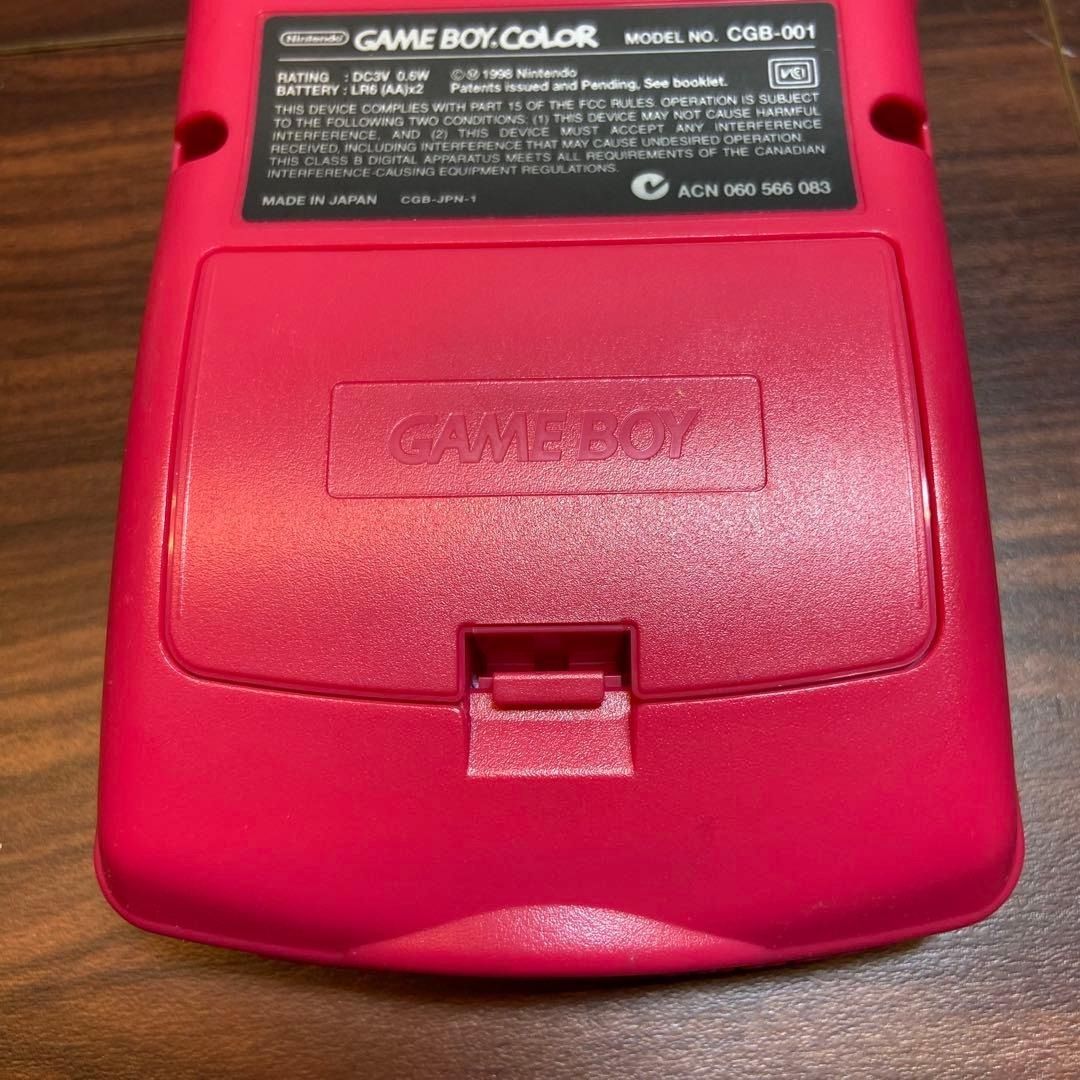 Nintendo GAME BOY COLOR MODEL NO. CGB-001
RATING : DC3V 0.6W
BATTERY : LR6 (AA)x2
©Ⓜ 1998 Nintendo
Patents issued and Pending, See booklet.
VCI
THIS DEVICE COMPLIES WITH PART 15 OF THE FCC RULES. OPERATION IS SUBJECT
TO THE FOLLOWING TWO CONDITIONS: (1) THIS DEVICE MAY NOT CAUSE HARMFUL
INTERFERENCE, AND (2) THIS DEVICE MUST ACCEPT ANY INTERFERENCE
RECEIVED, INCLUDING INTERFERENCE THAT MAY CAUSE UNDESIRED OPERATION
THIS CLASS B DIGITAL APPARATUS MEETS ALL REQUIREMENTS OF THE CANADIAN
INTERFERENCE-CAUSING EQUIPMENT REGULATIONS.
MADE IN JAPAN CGB-JPN-1 ACN 060 566 083
GAME BOY